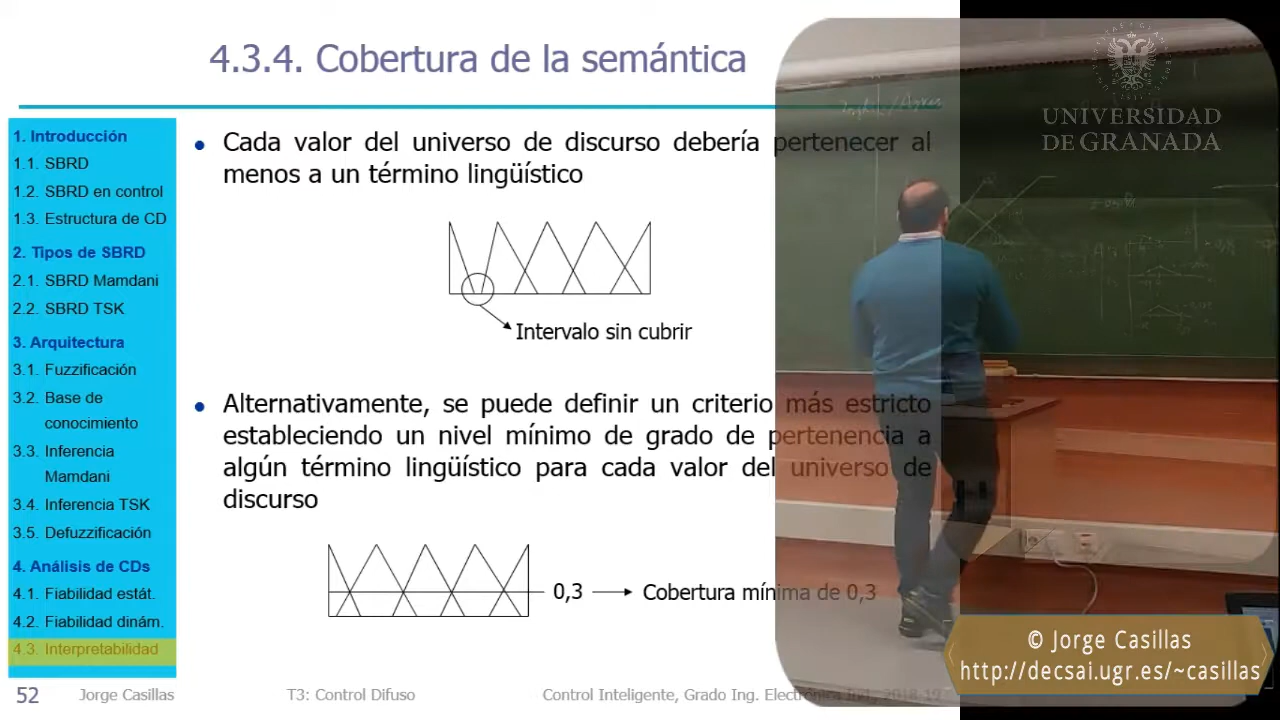 4.3.4. Cobertura de la semántica
1. Introducción
1.1. SBRD
1.2. SBRD en control
1.3. Estructura de CD
2. Tipos de SBRD
2.1. SBRD Mamdani
2.2. SBRD TSK
3. Arquitectura
3.1. Fuzzificación
3.2. Base de
conocimiento
3.3. Inferencia
Mamdani
3.4. Inferencia TSK
3.5. Defuzzificación
4. Análisis de CDs
4.1. Fiabilidad estát.
4.2. Fiabilidad dinám.
4.3. Interpretabilidad
• Cada valor del universo de discurso debería pertenecer al
menos a un término lingüístico
Intervalo sin cubrir
• Alternativamente, se puede definir un criterio más estricto
estableciendo un nivel mínimo de grado de pertenencia a
algún término lingüístico para cada valor del universo de
discurso
0,3
Cobertura mínima de 0,3
UNIVERSIDAD
DE GRANADA
© Jorge Casillas
http://decsai.ugr.es/~casillas
52 Jorge Casillas T3: Control Difuso Control Inteligente, Grado Ing. Electrónica Ind., 2018-19